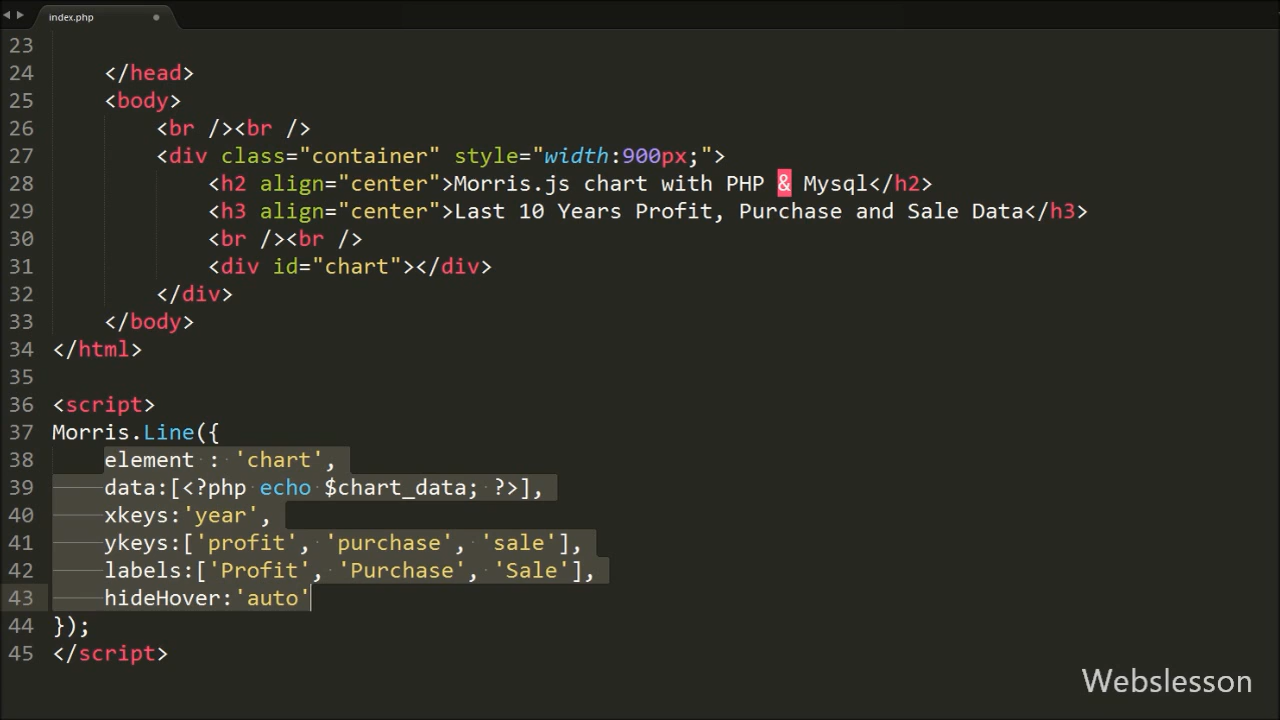 index.php
23
24 </head>
25 <body>
26 <br /><br />
27 <div class="container" style="width:900px;">
28 <h2 align="center">Morris.js chart with PHP & Mysql</h2>
29 <h3 align="center">Last 10 Years Profit, Purchase and Sale Data</h3>
30 <br /><br />
31 <div id="chart"></div>
32 </div>
33 </body>
34 </html>
35
36 <script>
37 Morris.Line({
38 element : 'chart',
39 data:[<?php echo $chart_data; ?>],
40 xkeys:'year',
41 ykeys:['profit', 'purchase', 'sale'],
42 labels:['Profit', 'Purchase', 'Sale'],
43 hideHover:'auto'
44 });
45 </script>
Webslesson